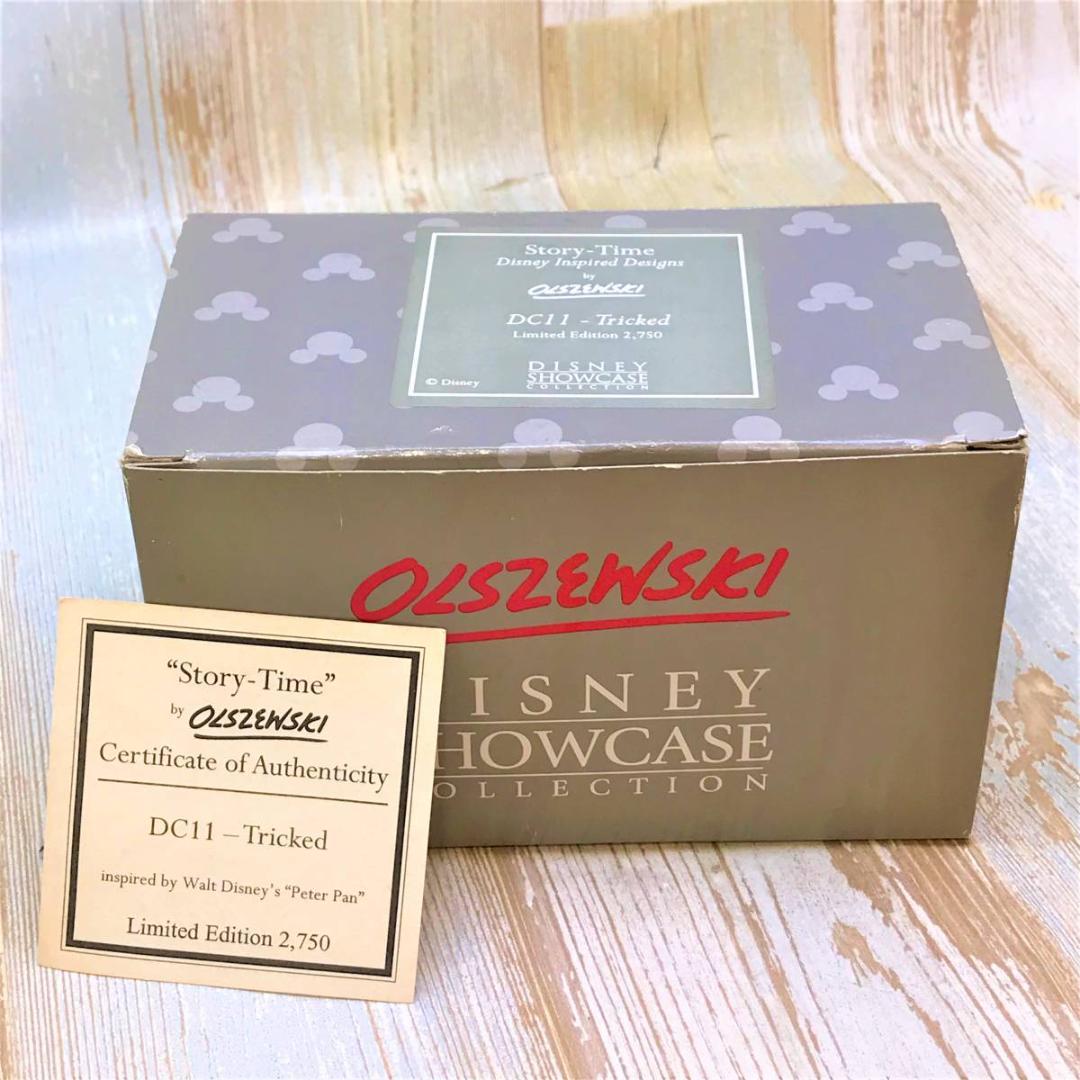 Story-Time
Disney Inspired Designs
by
OLSZEWSKI
DC11 - Tricked
Limited Edition 2,750
DISNEY
SHOWCASE
COLLECTION
© Disney
OLSZEWSKI
ISNEY
HOWCASE
OLLECTION
“Story-Time”
by OLSZEWSKI
Certificate of Authenticity
DC11 – Tricked
inspired by Walt Disney's “Peter Pan”
Limited Edition 2,750